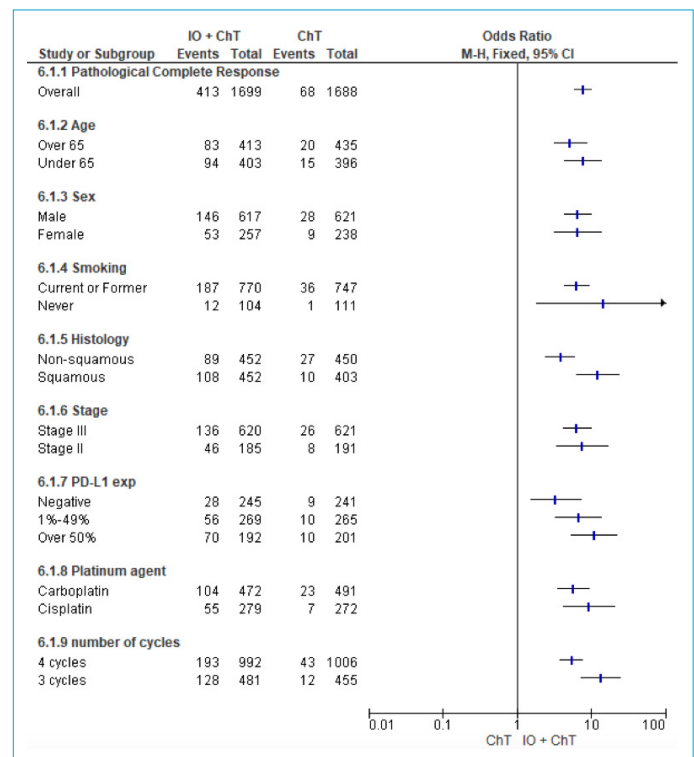 IO + ChT ChT Odds Ratio
Study or Subgroup Events Total Events Total M-H, Fixed, 95% CI
6.1.1 Pathological Complete Response
Overall 413 1699 68 1688
6.1.2 Age
Over 65 83 413 20 435
Under 65 94 403 15 396
6.1.3 Sex
Male 146 617 28 621
Female 53 257 9 238
6.1.4 Smoking
Current or Former 187 770 36 747
Never 12 104 1 111
6.1.5 Histology
Non-squamous 89 452 27 450
Squamous 108 452 10 403
6.1.6 Stage
Stage III 136 620 26 621
Stage II 46 185 8 191
6.1.7 PD-L1 exp
Negative 28 245 9 241
1%-49% 56 269 10 265
Over 50% 70 192 10 201
6.1.8 Platinum agent
Carboplatin 104 472 23 491
Cisplatin 55 279 7 272
6.1.9 number of cycles
4 cycles 193 992 43 1006
3 cycles 128 481 12 455
0.01 0.1 1 10 100
ChT IO + ChT